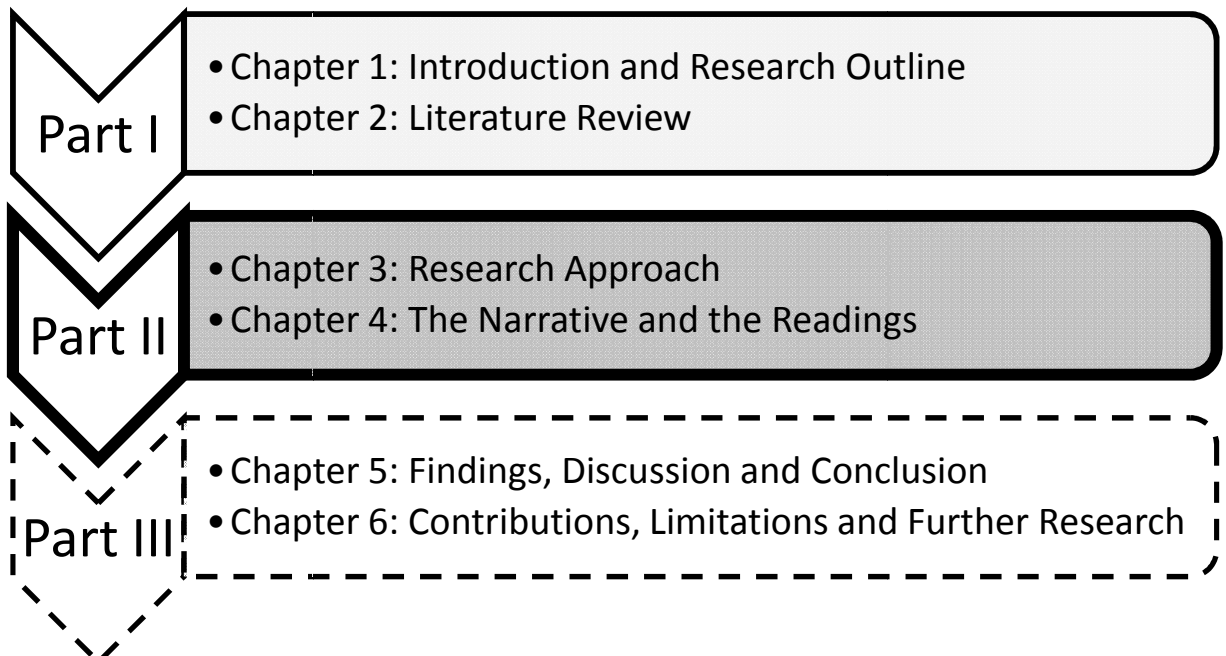 Part I
• Chapter 1: Introduction and Research Outline
• Chapter 2: Literature Review
Part II
• Chapter 3: Research Approach
• Chapter 4: The Narrative and the Readings
Part III
• Chapter 5: Findings, Discussion and Conclusion
• Chapter 6: Contributions, Limitations and Further Research